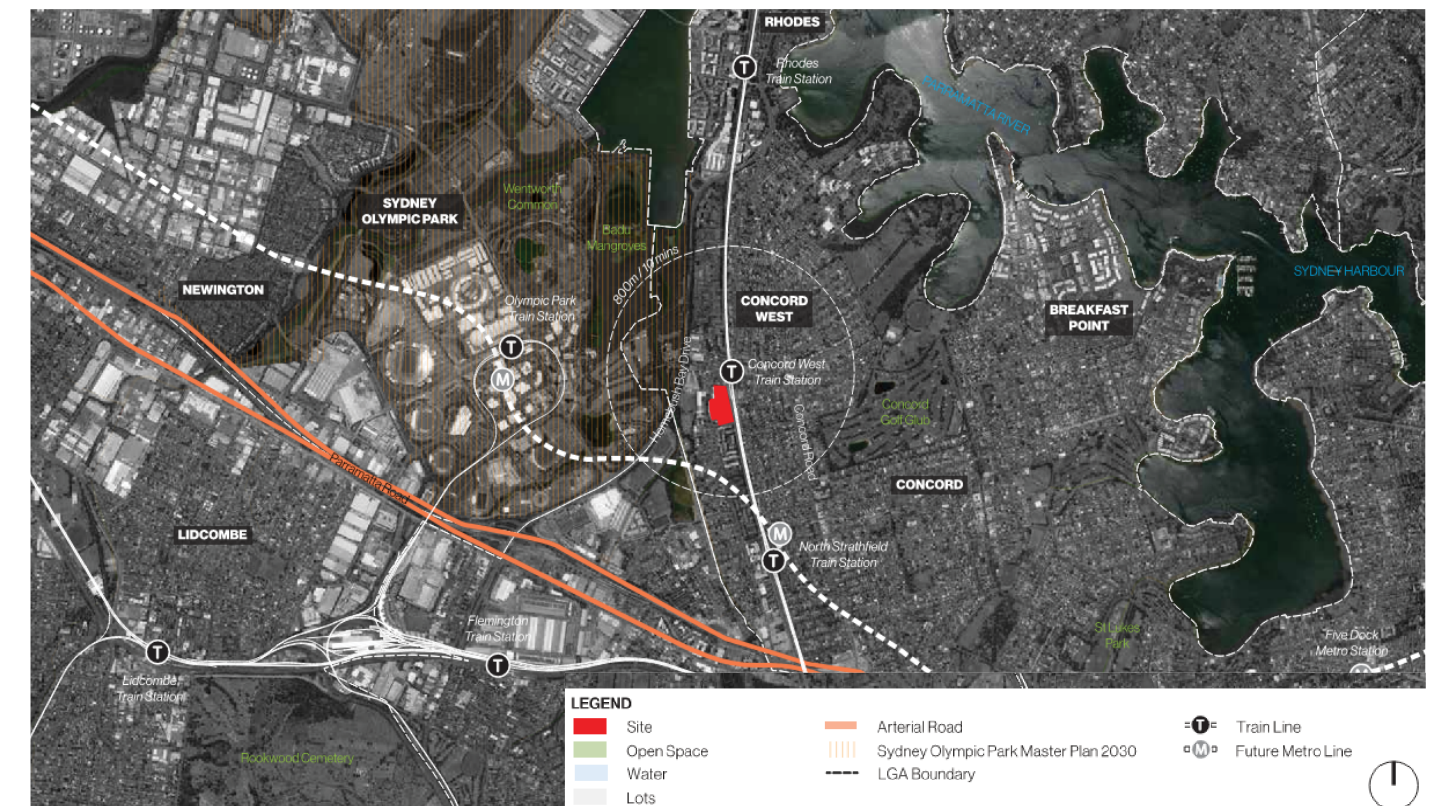 RHODES
Rhodes
Train Station
PARRAMATTA RIVER
SYDNEY
OLYMPIC PARK
Wentworth
Common
Badu
Mangroves
800m / 10 mins
NEWINGTON
Olympic Park
Train Station
T
M
CONCORD
WEST
Concord West
Train Station
Homebush Bay Drive
Concord Road
BREAKFAST
POINT
SYDNEY HARBOUR
Concord
Golf Club
CONCORD
Parramatta Road
LIDCOMBE
North Strathfield
Train Station
Flemington
Train Station
Lidcombe
Train Station
St Lukes
Park
Five Dock
Metro Station
Rookwood Cemetery
LEGEND
Site
Open Space
Water
Lots
Arterial Road
Sydney Olympic Park Master Plan 2030
LGA Boundary
T Train Line
M Future Metro Line